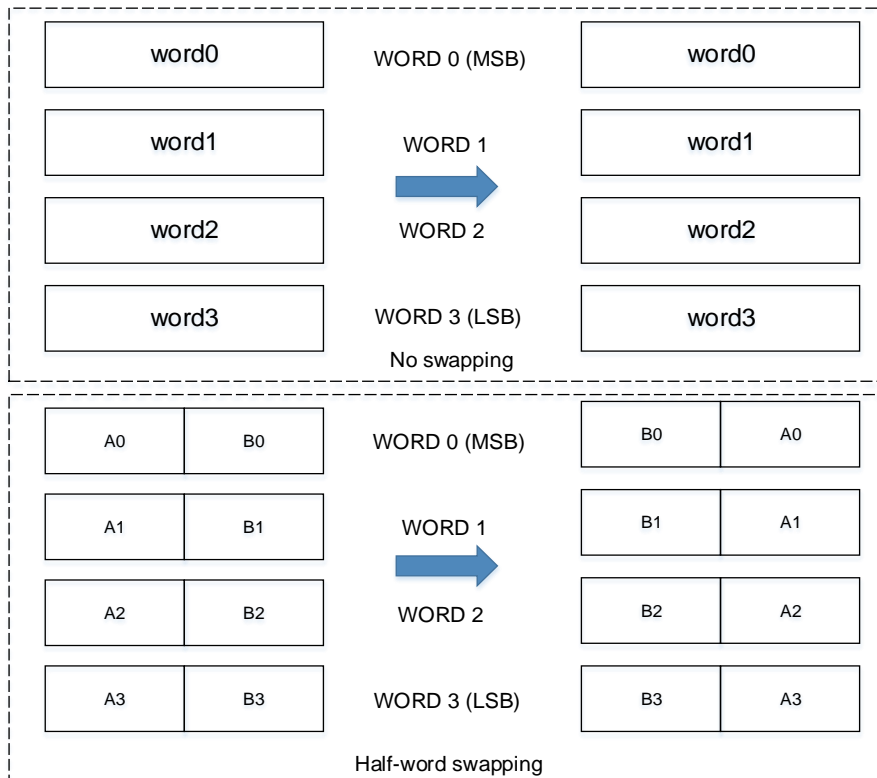 word0 WORD 0 (MSB) word0
word1 WORD 1 word1
word2 WORD 2 word2
word3 WORD 3 (LSB) word3
No swapping
A0 B0 WORD 0 (MSB) B0 A0
A1 B1 WORD 1 B1 A1
A2 B2 WORD 2 B2 A2
A3 B3 WORD 3 (LSB) B3 A3
Half-word swapping